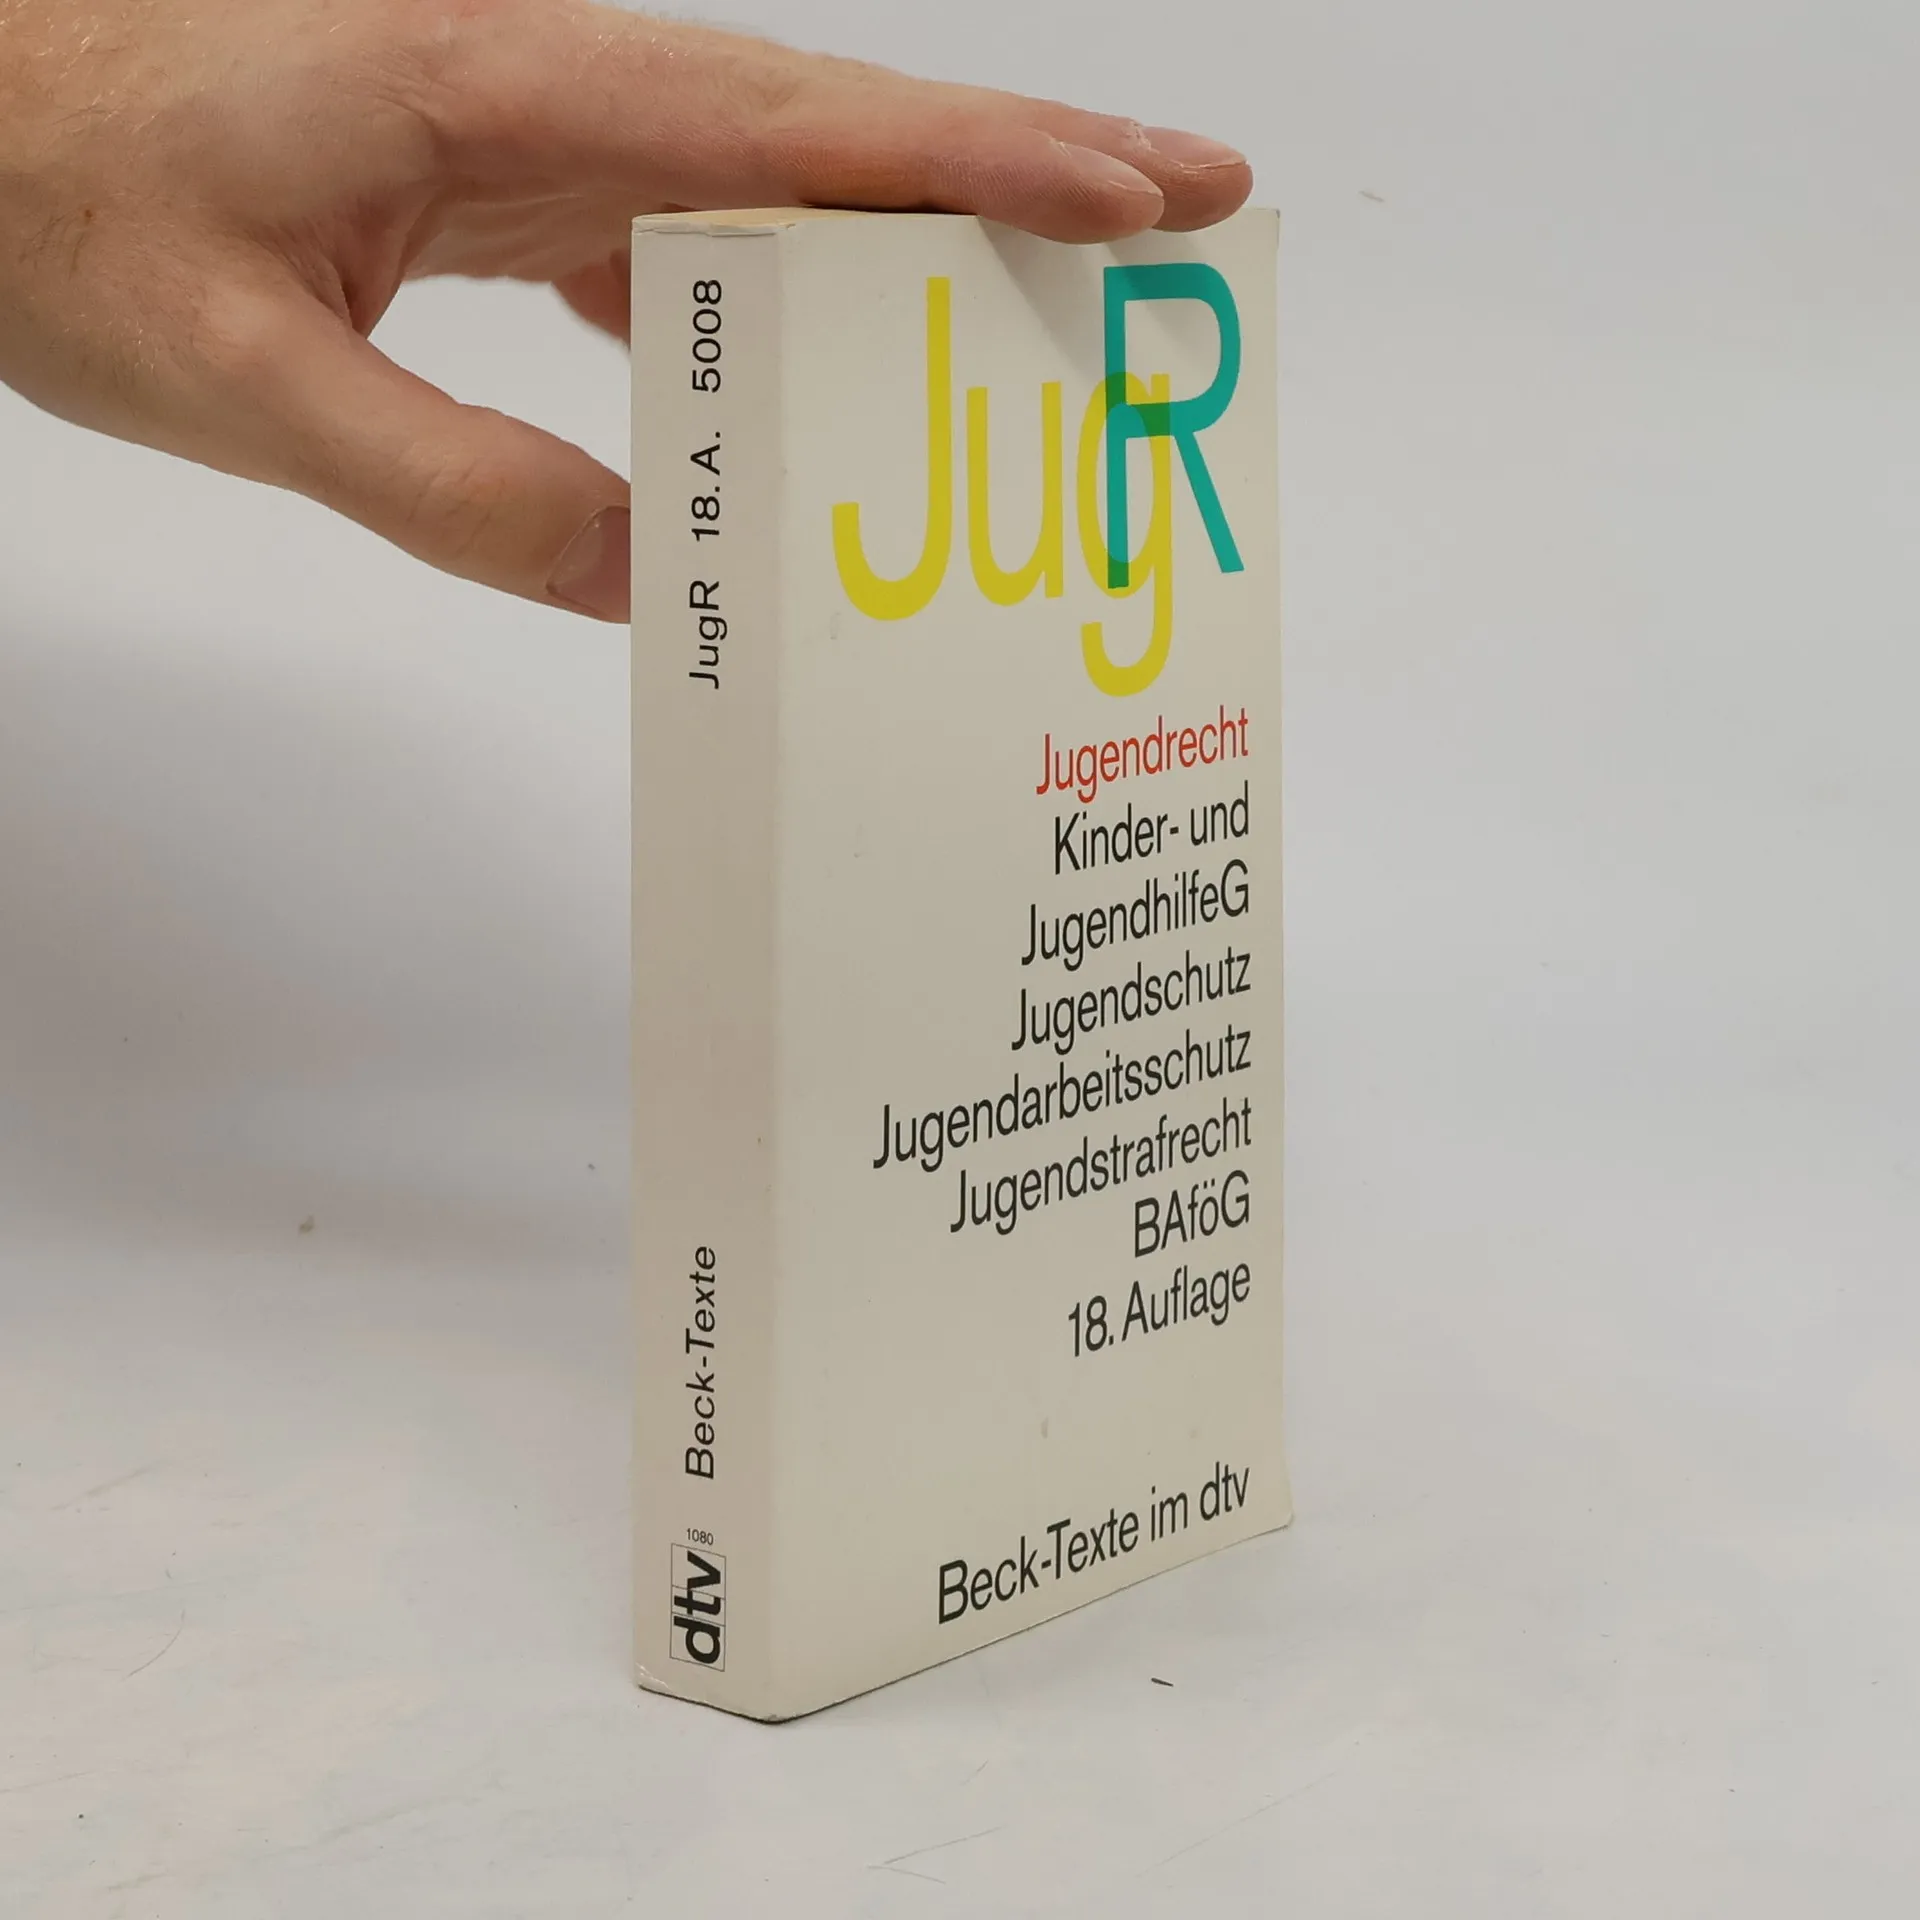 JugR 18.A. 5008
Beck-Texte
1080
dtv
JugR
Jugendrecht
Kinder- und
JugendhilfeG
Jugendschutz
Jugendarbeitsschutz
Jugendstrafrecht
BAföG
18. Auflage
Beck-Texte im dtv